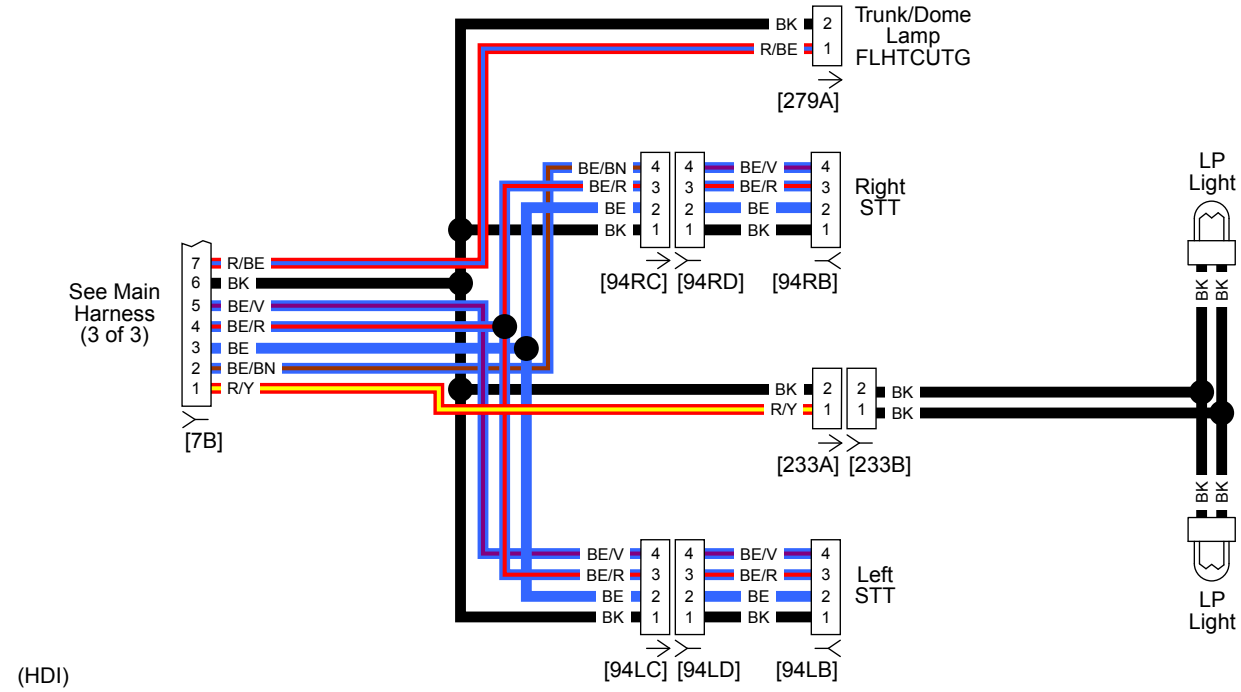 BK 2 Trunk/Dome
Lamp
R/BE 1 FLHTCUTG
[279A]
BE/BN 4 4 BE/V 4
BE/R 3 3 BE/R 3 Right
BE 2 2 BE 2 STT
BK 1 1 BK 1
[94RC] [94RD] [94RB]
LP
Light
BK BK
See Main
Harness
(3 of 3)
7 R/BE
6 BK
5 BE/V
4 BE/R
3 BE
2 BE/BN
1 R/Y
[7B]
BK 2 2 BK
R/Y 1 1 BK
[233A] [233B]
BK BK
LP
Light
BE/V 4 4 BE/V 4
BE/R 3 3 BE/R 3 Left
BE 2 2 BE 2 STT
BK 1 1 BK 1
[94LC] [94LD] [94LB]
(HDI)